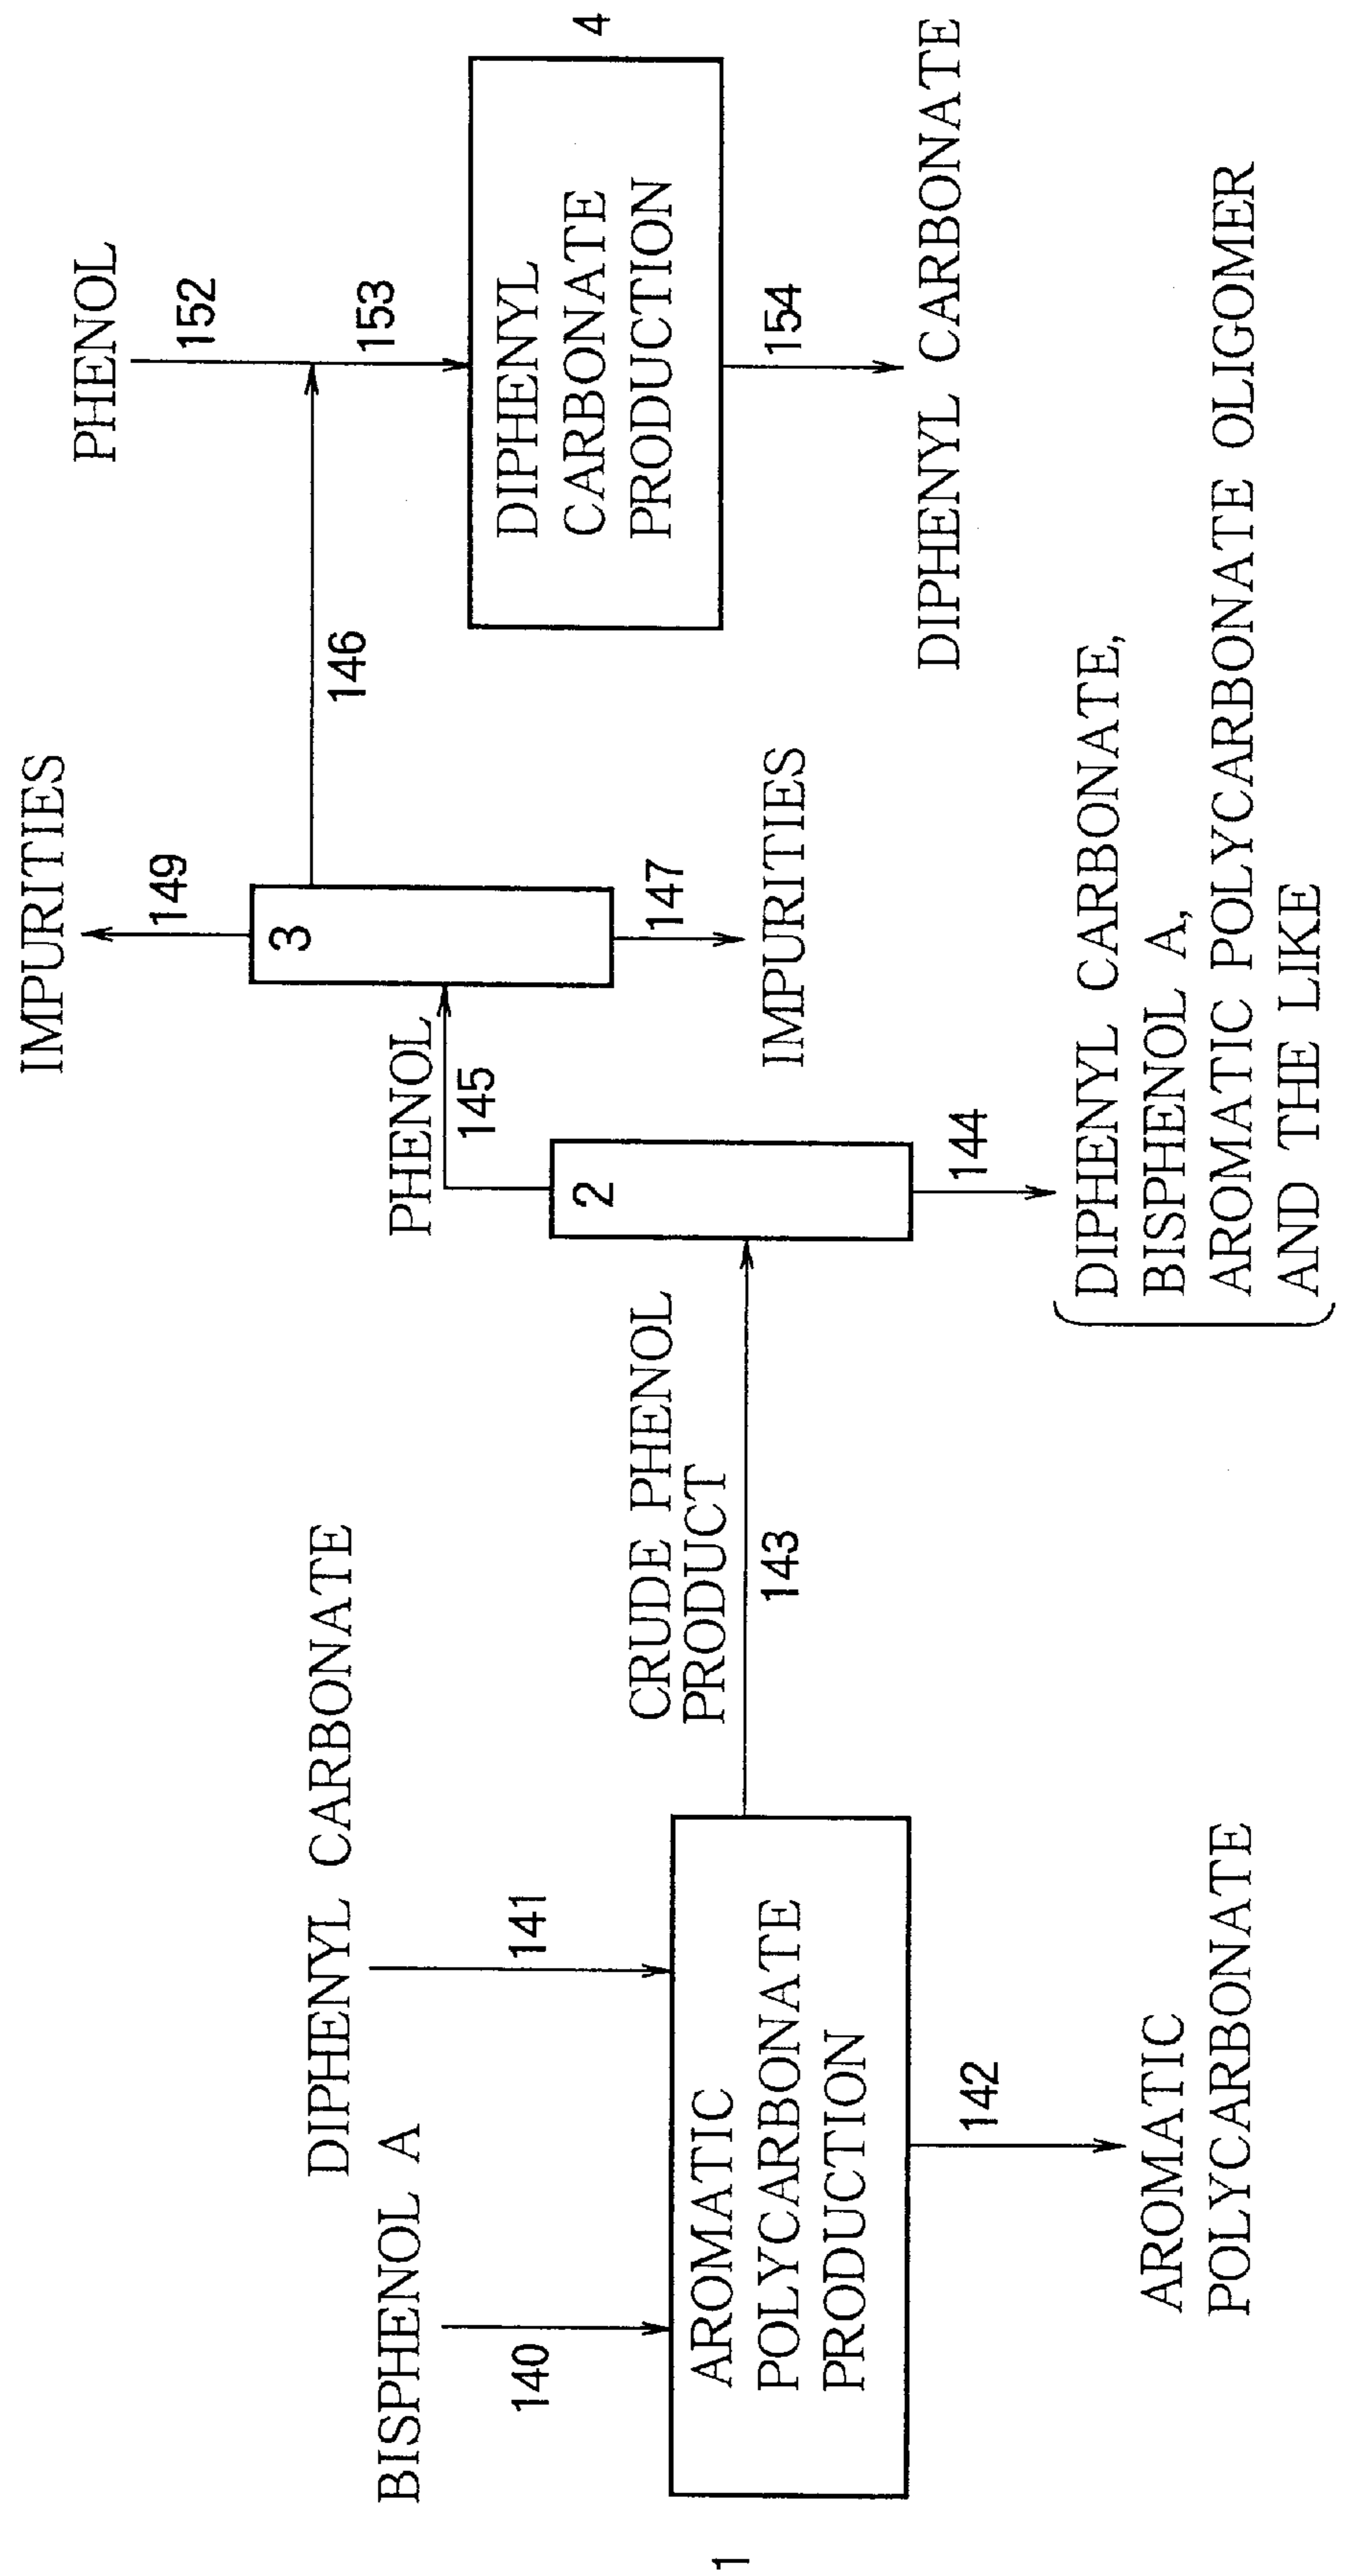 1
BISPHENOL A
140
DIPHENYL CARBONATE
141
AROMATIC
POLYCARBONATE
PRODUCTION
142
AROMATIC
POLYCARBONATE
CRUDE PHENOL
PRODUCT
143
2
144
DIPHENYL CARBONATE,
BISPHENOL A,
AROMATIC POLYCARBONATE OLIGOMER
AND THE LIKE
PHENOL
145
IMPURITIES
149
3
147
IMPURITIES
146
PHENOL
152
153
DIPHENYL
CARBONATE
PRODUCTION
4
154
DIPHENYL CARBONATE